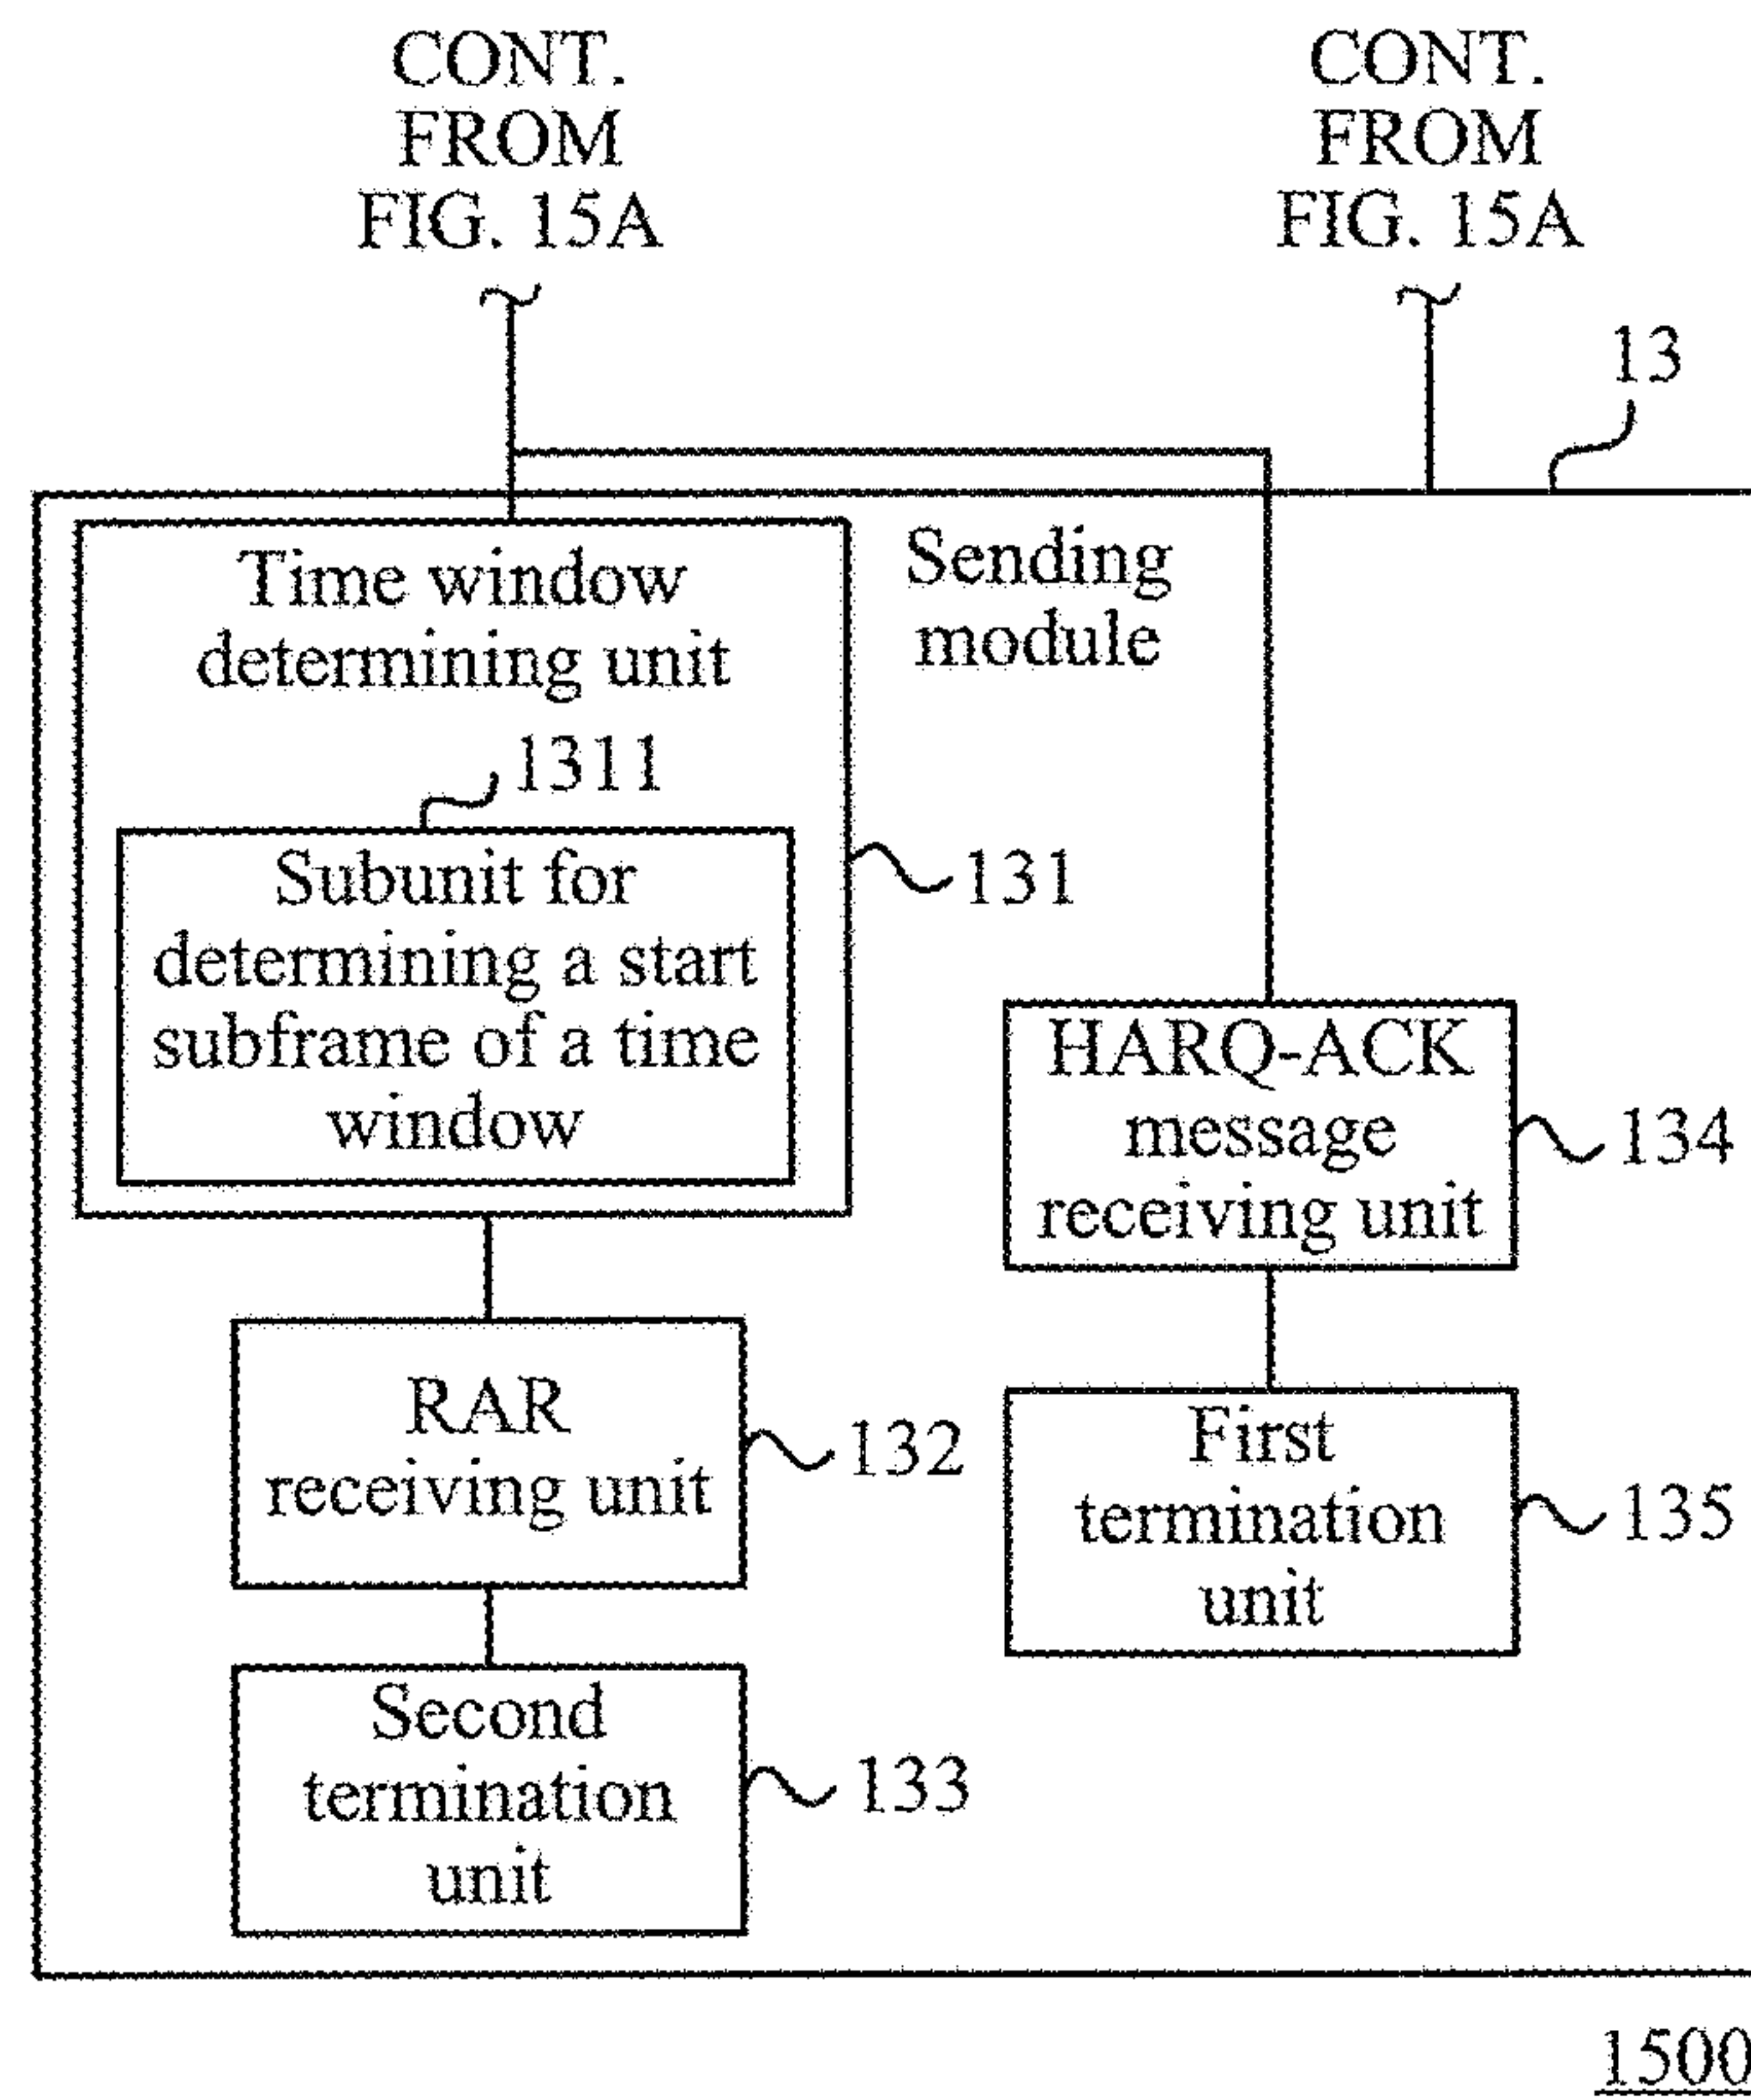 CONT.
FROM
FIG. 15A
CONT.
FROM
FIG. 15A
13
Sending
module
Time window
determining unit
1311
Subunit for
determining a start
subframe of a time
window
131
HARQ-ACK
message
receiving unit
134
RAR
receiving unit
132
First
termination
unit
135
Second
termination
unit
133
1500